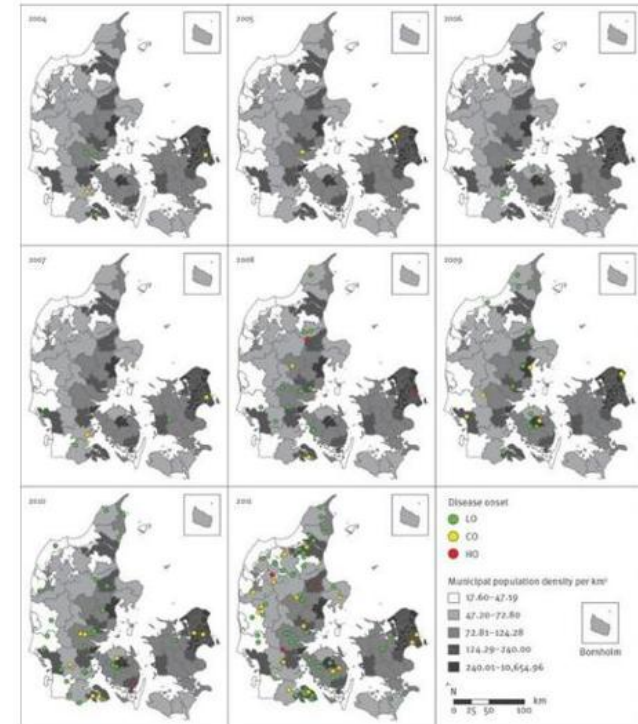 2004
2005
2006
2007
2008
2009
2010
2011
Disease onset
LO
CO
HO
Municipal population density per km²
17.60–47.19
47.20–72.80
72.81–124.28
124.29–240.00
240.01–10,654.96
Bornholm
N
km
0 25 50 100